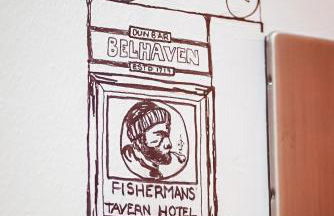 DUNBAR
BELHAVEN
ESTD 1719
FISHERMANS
TAVERN HOTEL